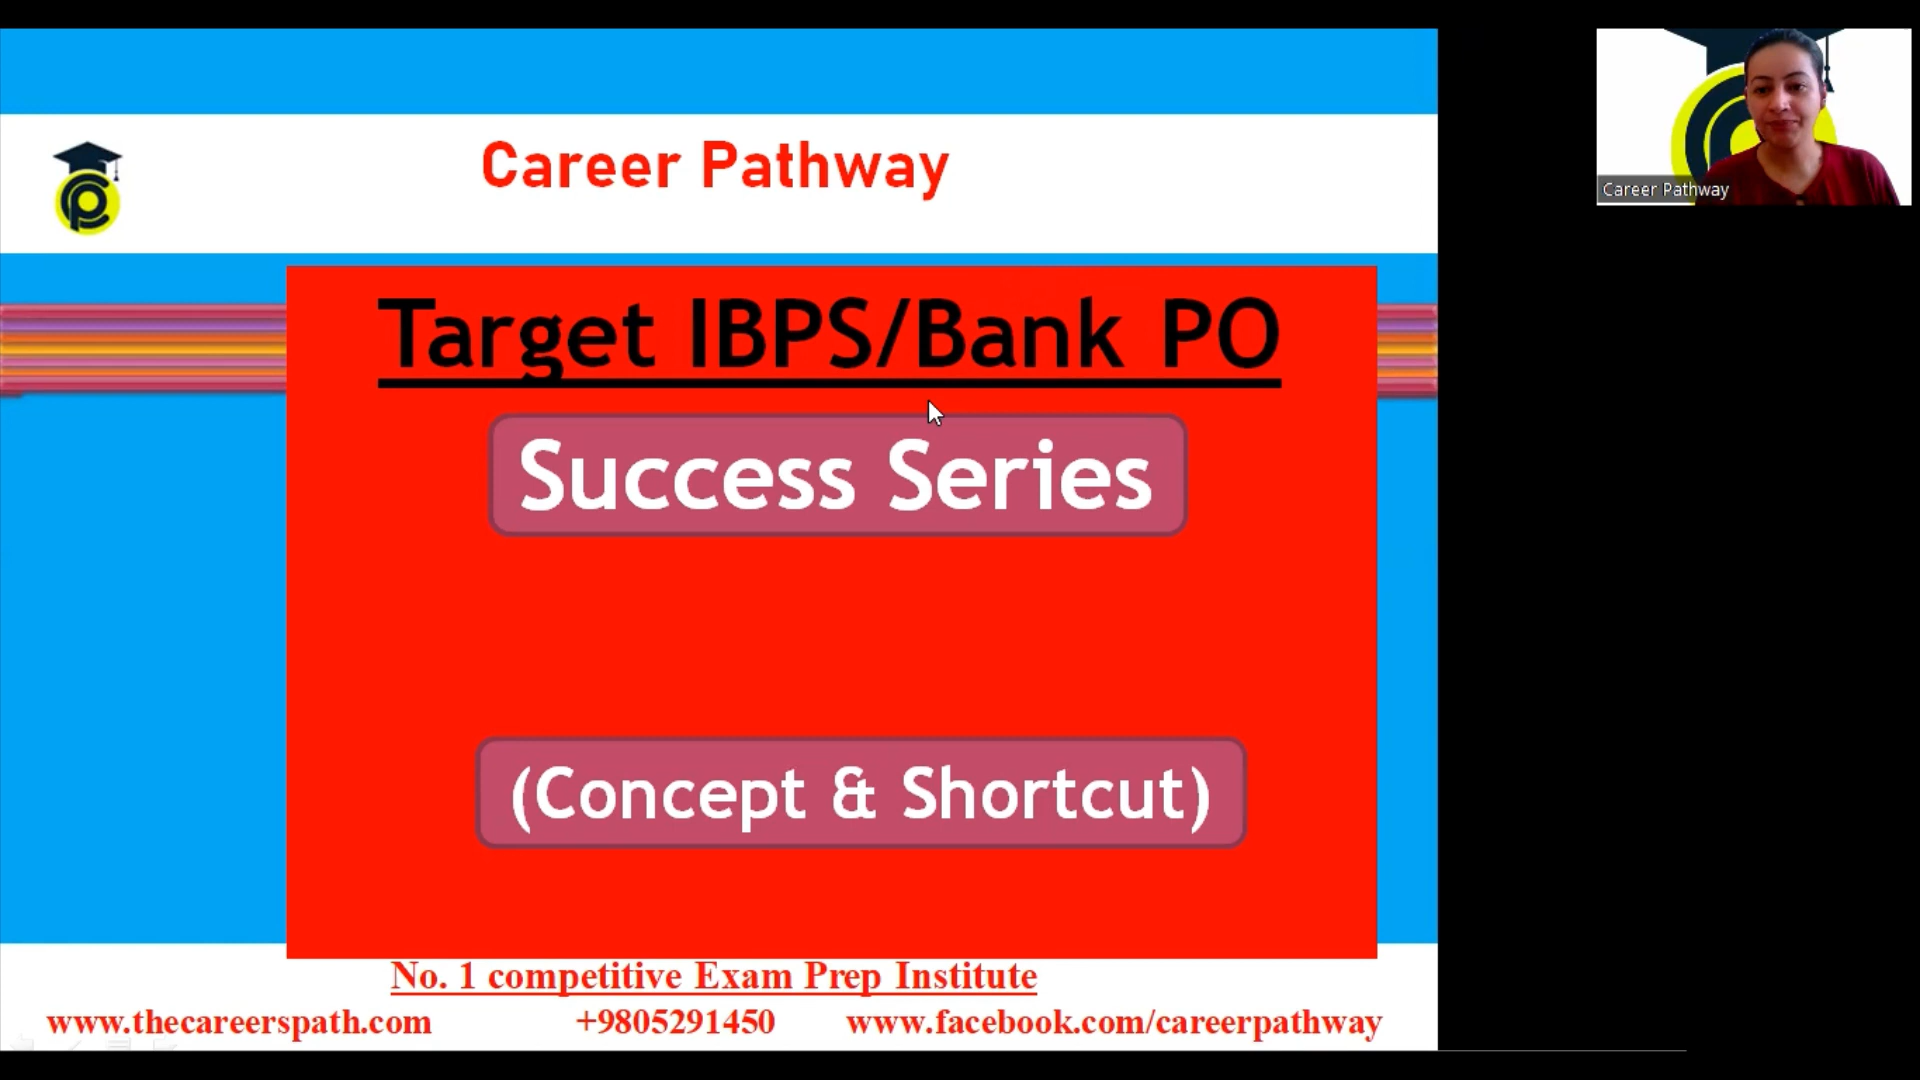 Career Pathway
Career Pathway
Target IBPS/Bank PO
Success Series
(Concept & Shortcut)
No. 1 competitive Exam Prep Institute
www.thecareerspath.com +9805291450 www.facebook.com/careerpathway